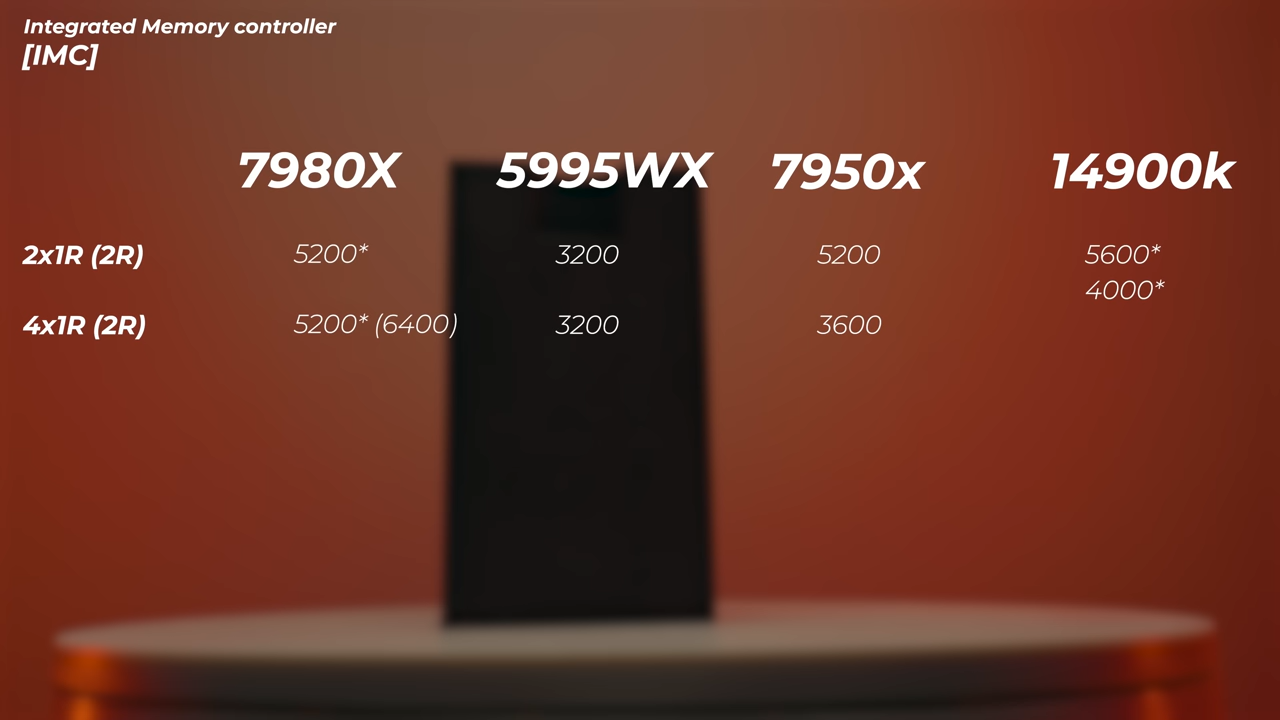 Integrated Memory controller
[IMC]
7980X 5995WX 7950x 14900k
2x1R (2R) 5200* 3200 5200 5600*
4000*
4x1R (2R) 5200* (6400) 3200 3600